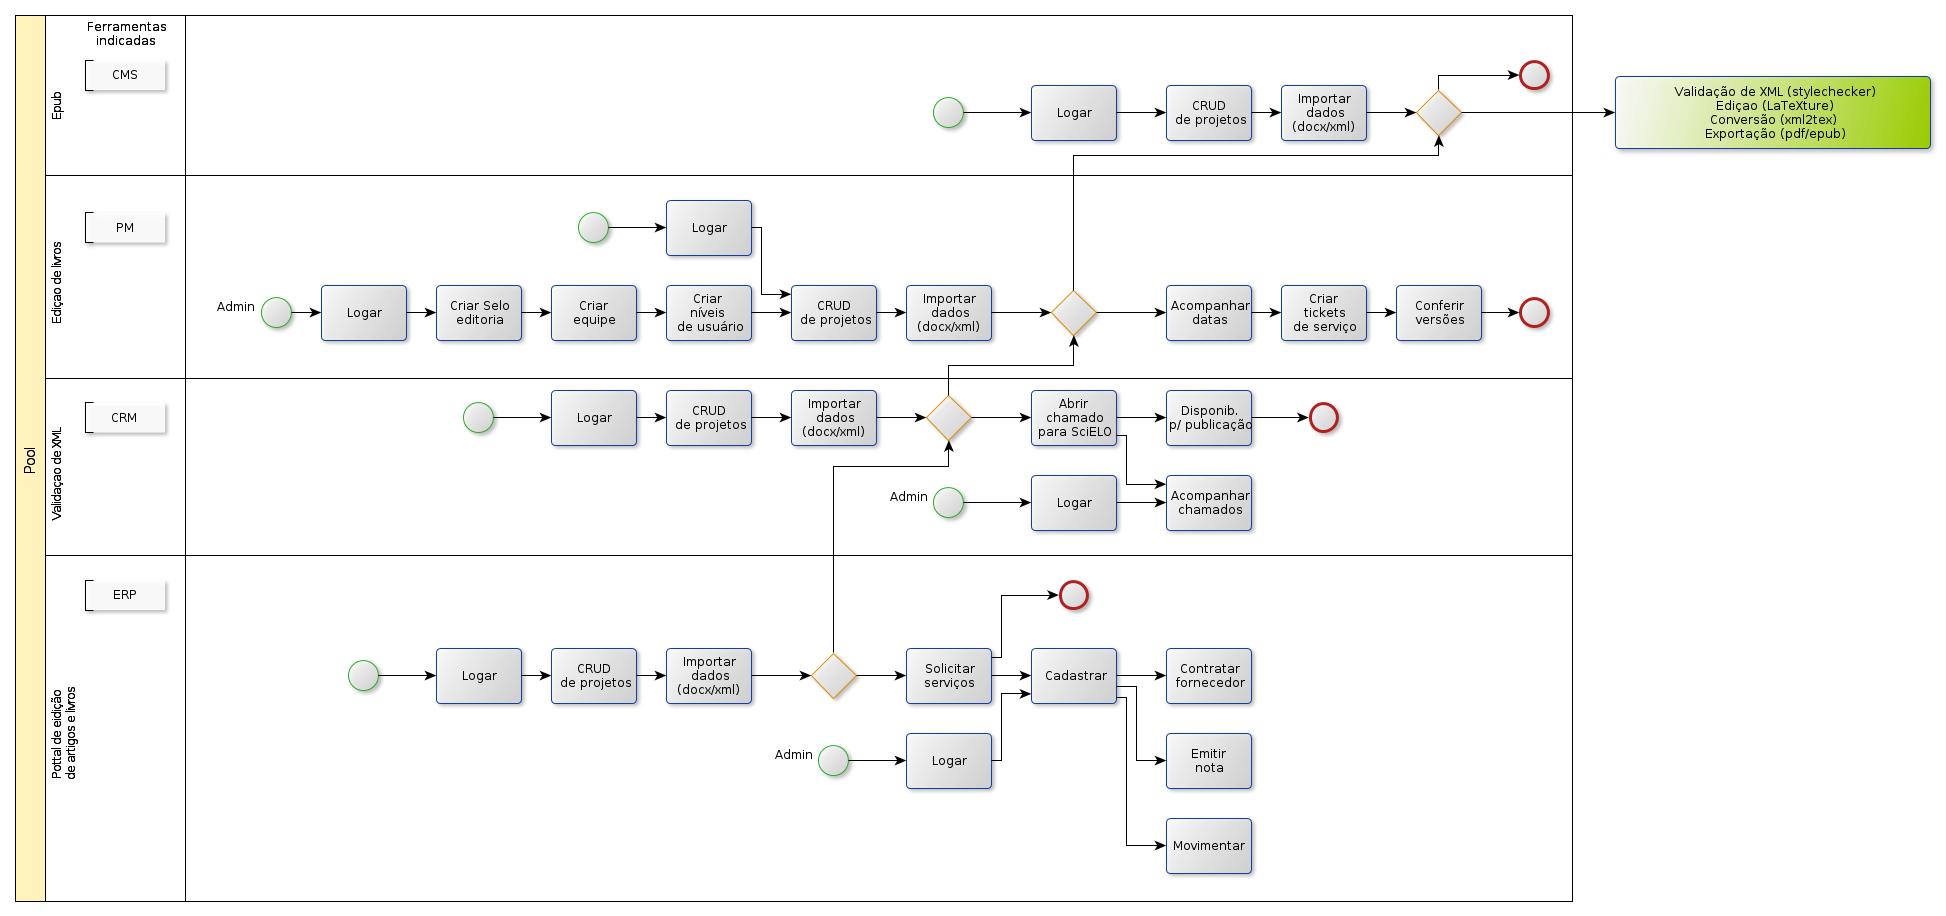 Pool
Ferramentas
indicadas
Epub
CMS
Logar
CRUD
de projetos
Importar
dados
(docx/xml)
Validação de XML (stylechecker)
Ediçao (LaTeXture)
Conversão (xml2tex)
Exportação (pdf/epub)
Ediçao de livros
PM
Logar
Admin
Logar
Criar Selo
editoria
Criar
equipe
Criar
níveis
de usuário
CRUD
de projetos
Importar
dados
(docx/xml)
Acompanhar
datas
Criar
tickets
de serviço
Conferir
versões
Validaçao de XML
CRM
Logar
CRUD
de projetos
Importar
dados
(docx/xml)
Abrir
chamado
para SciELO
Disponib.
p/ publicação
Admin
Logar
Acompanhar
chamados
Pottal de eidição
de artigos e livros
ERP
Logar
CRUD
de projetos
Importar
dados
(docx/xml)
Solicitar
serviços
Cadastrar
Contratar
fornecedor
Admin
Logar
Emitir
nota
Movimentar